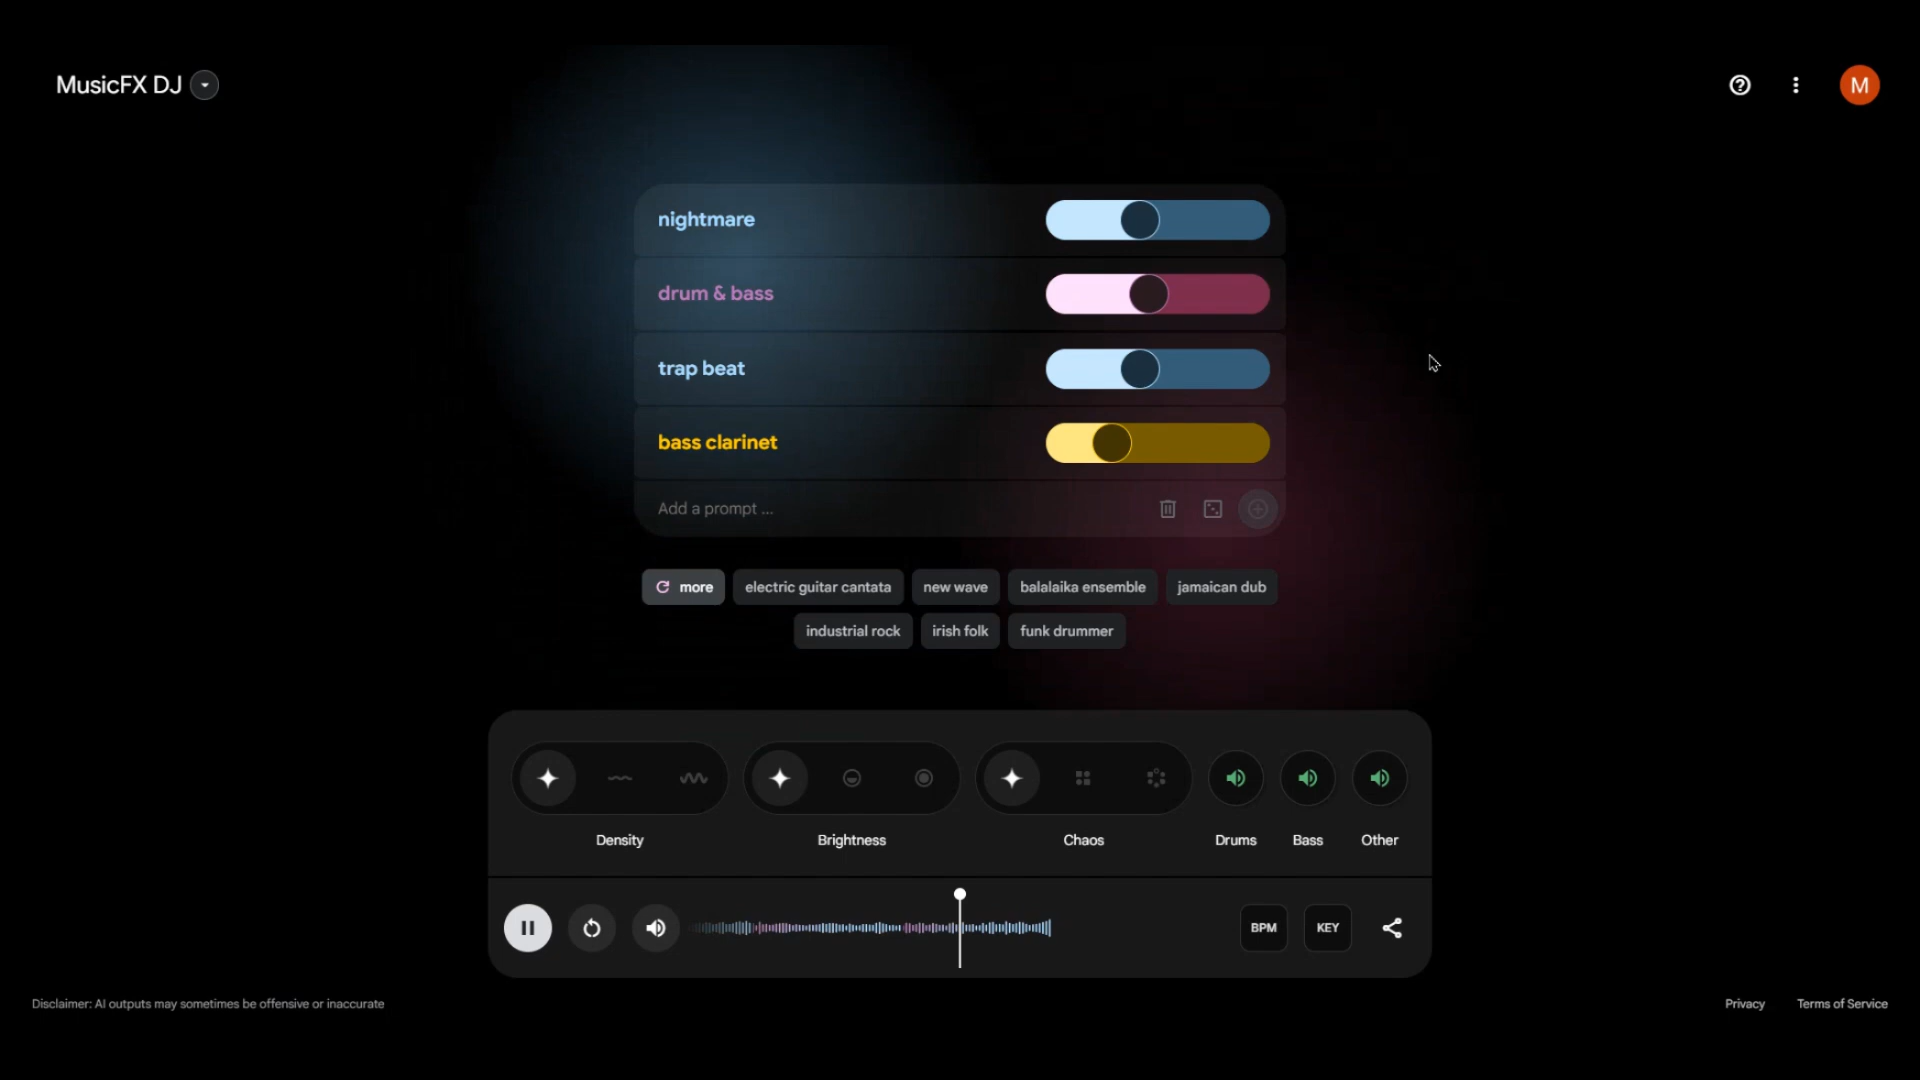 MusicFX DJ
M
nightmare
drum & bass
trap beat
bass clarinet
Add a prompt ...
more electric guitar cantata new wave balalaika ensemble jamaican dub
industrial rock irish folk funk drummer
Density Brightness Chaos Drums Bass Other
BPM KEY
Disclaimer: AI outputs may sometimes be offensive or inaccurate Privacy Terms of Service